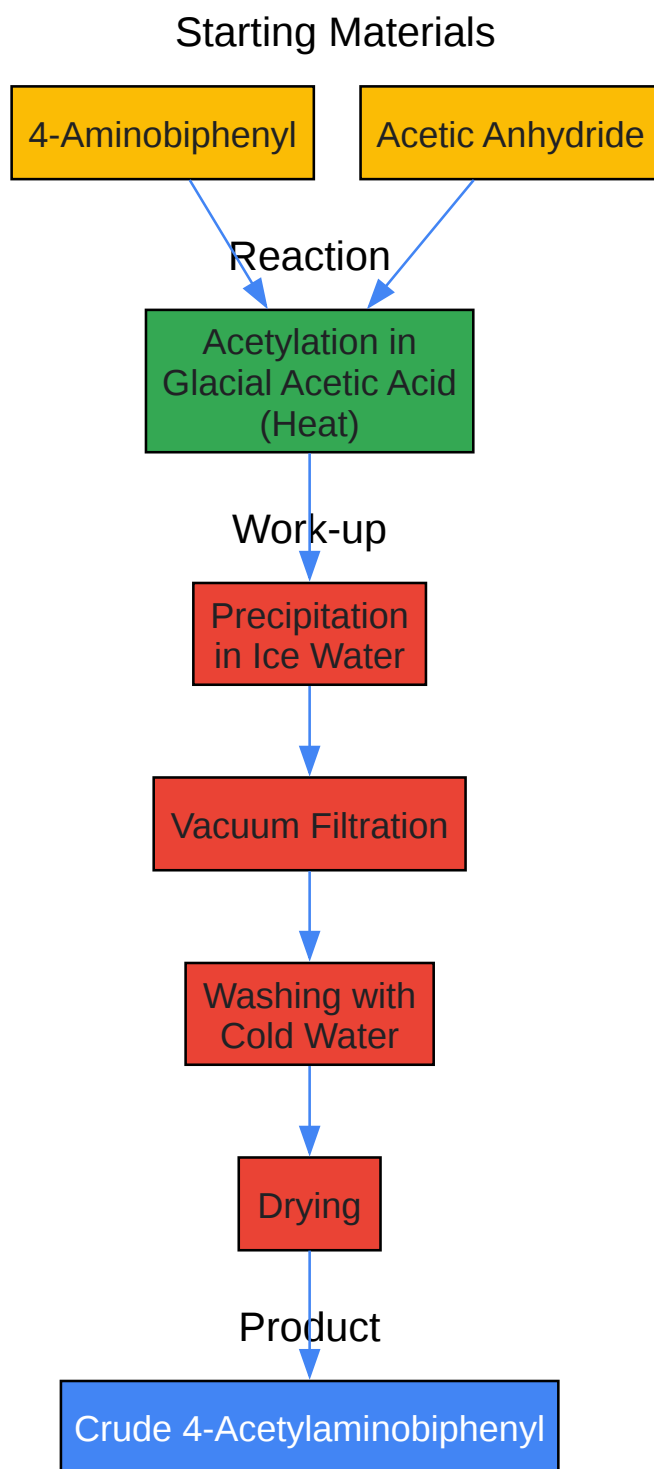 Starting Materials
4-Aminobiphenyl
Acetic Anhydride
Reaction
Acetylation in
Glacial Acetic Acid
(Heat)
Work-up
Precipitation
in Ice Water
Vacuum Filtration
Washing with
Cold Water
Drying
Product
Crude 4-Acetylaminobiphenyl